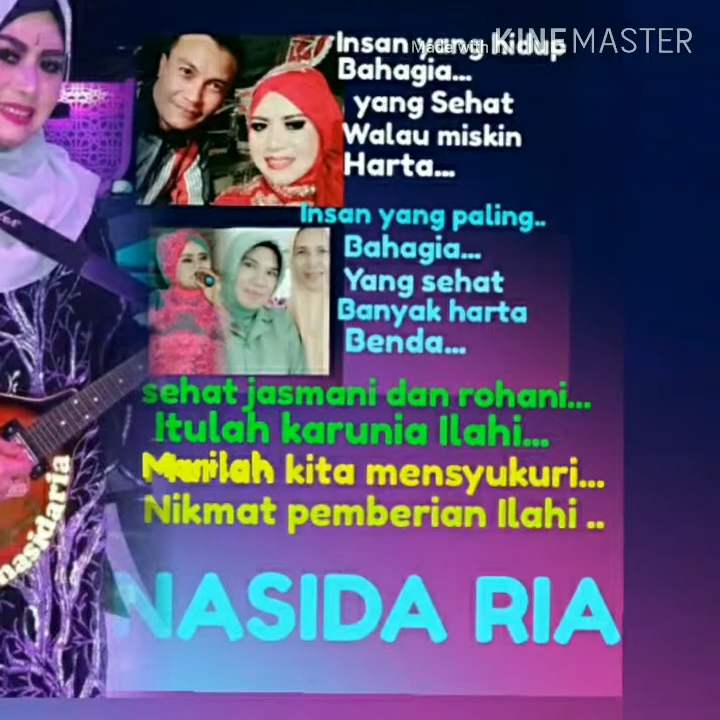 Made with KINEMASTER
Insan yang hidup
Bahagia...
yang Sehat
Walau miskin
Harta...
Insan yang paling..
Bahagia...
Yang sehat
Banyak harta
Benda...
sehat jasmani dan rohani...
Itulah karunia Ilahi...
Marilah kita mensyukuri...
Nikmat pemberian Ilahi ..
nasidaria
NASIDA RIA